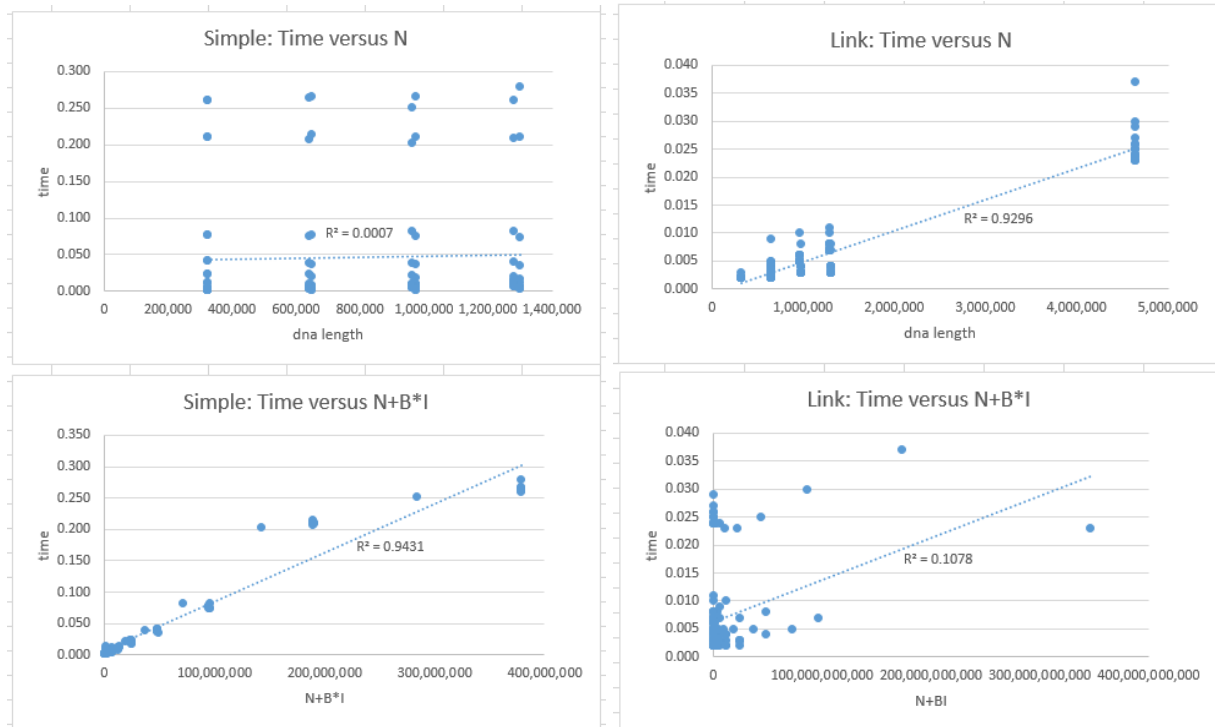 Simple: Time versus N
0.300
0.250
0.200
0.150
0.100
0.050
0.000
time
R² = 0.0007
0 200,000 400,000 600,000 800,000 1,000,000 1,200,000 1,400,000
dna length
Link: Time versus N
0.040
0.035
0.030
0.025
0.020
0.015
0.010
0.005
0.000
time
R² = 0.9296
0 1,000,000 2,000,000 3,000,000 4,000,000 5,000,000
dna length
Simple: Time versus N+B*I
0.350
0.300
0.250
0.200
0.150
0.100
0.050
0.000
time
R² = 0.9431
0 100,000,000 200,000,000 300,000,000 400,000,000
N+B*I
Link: Time versus N+B*I
0.040
0.035
0.030
0.025
0.020
0.015
0.010
0.005
0.000
time
R² = 0.1078
0 100,000,000,000 200,000,000,000 300,000,000,000 400,000,000,000
N+BI